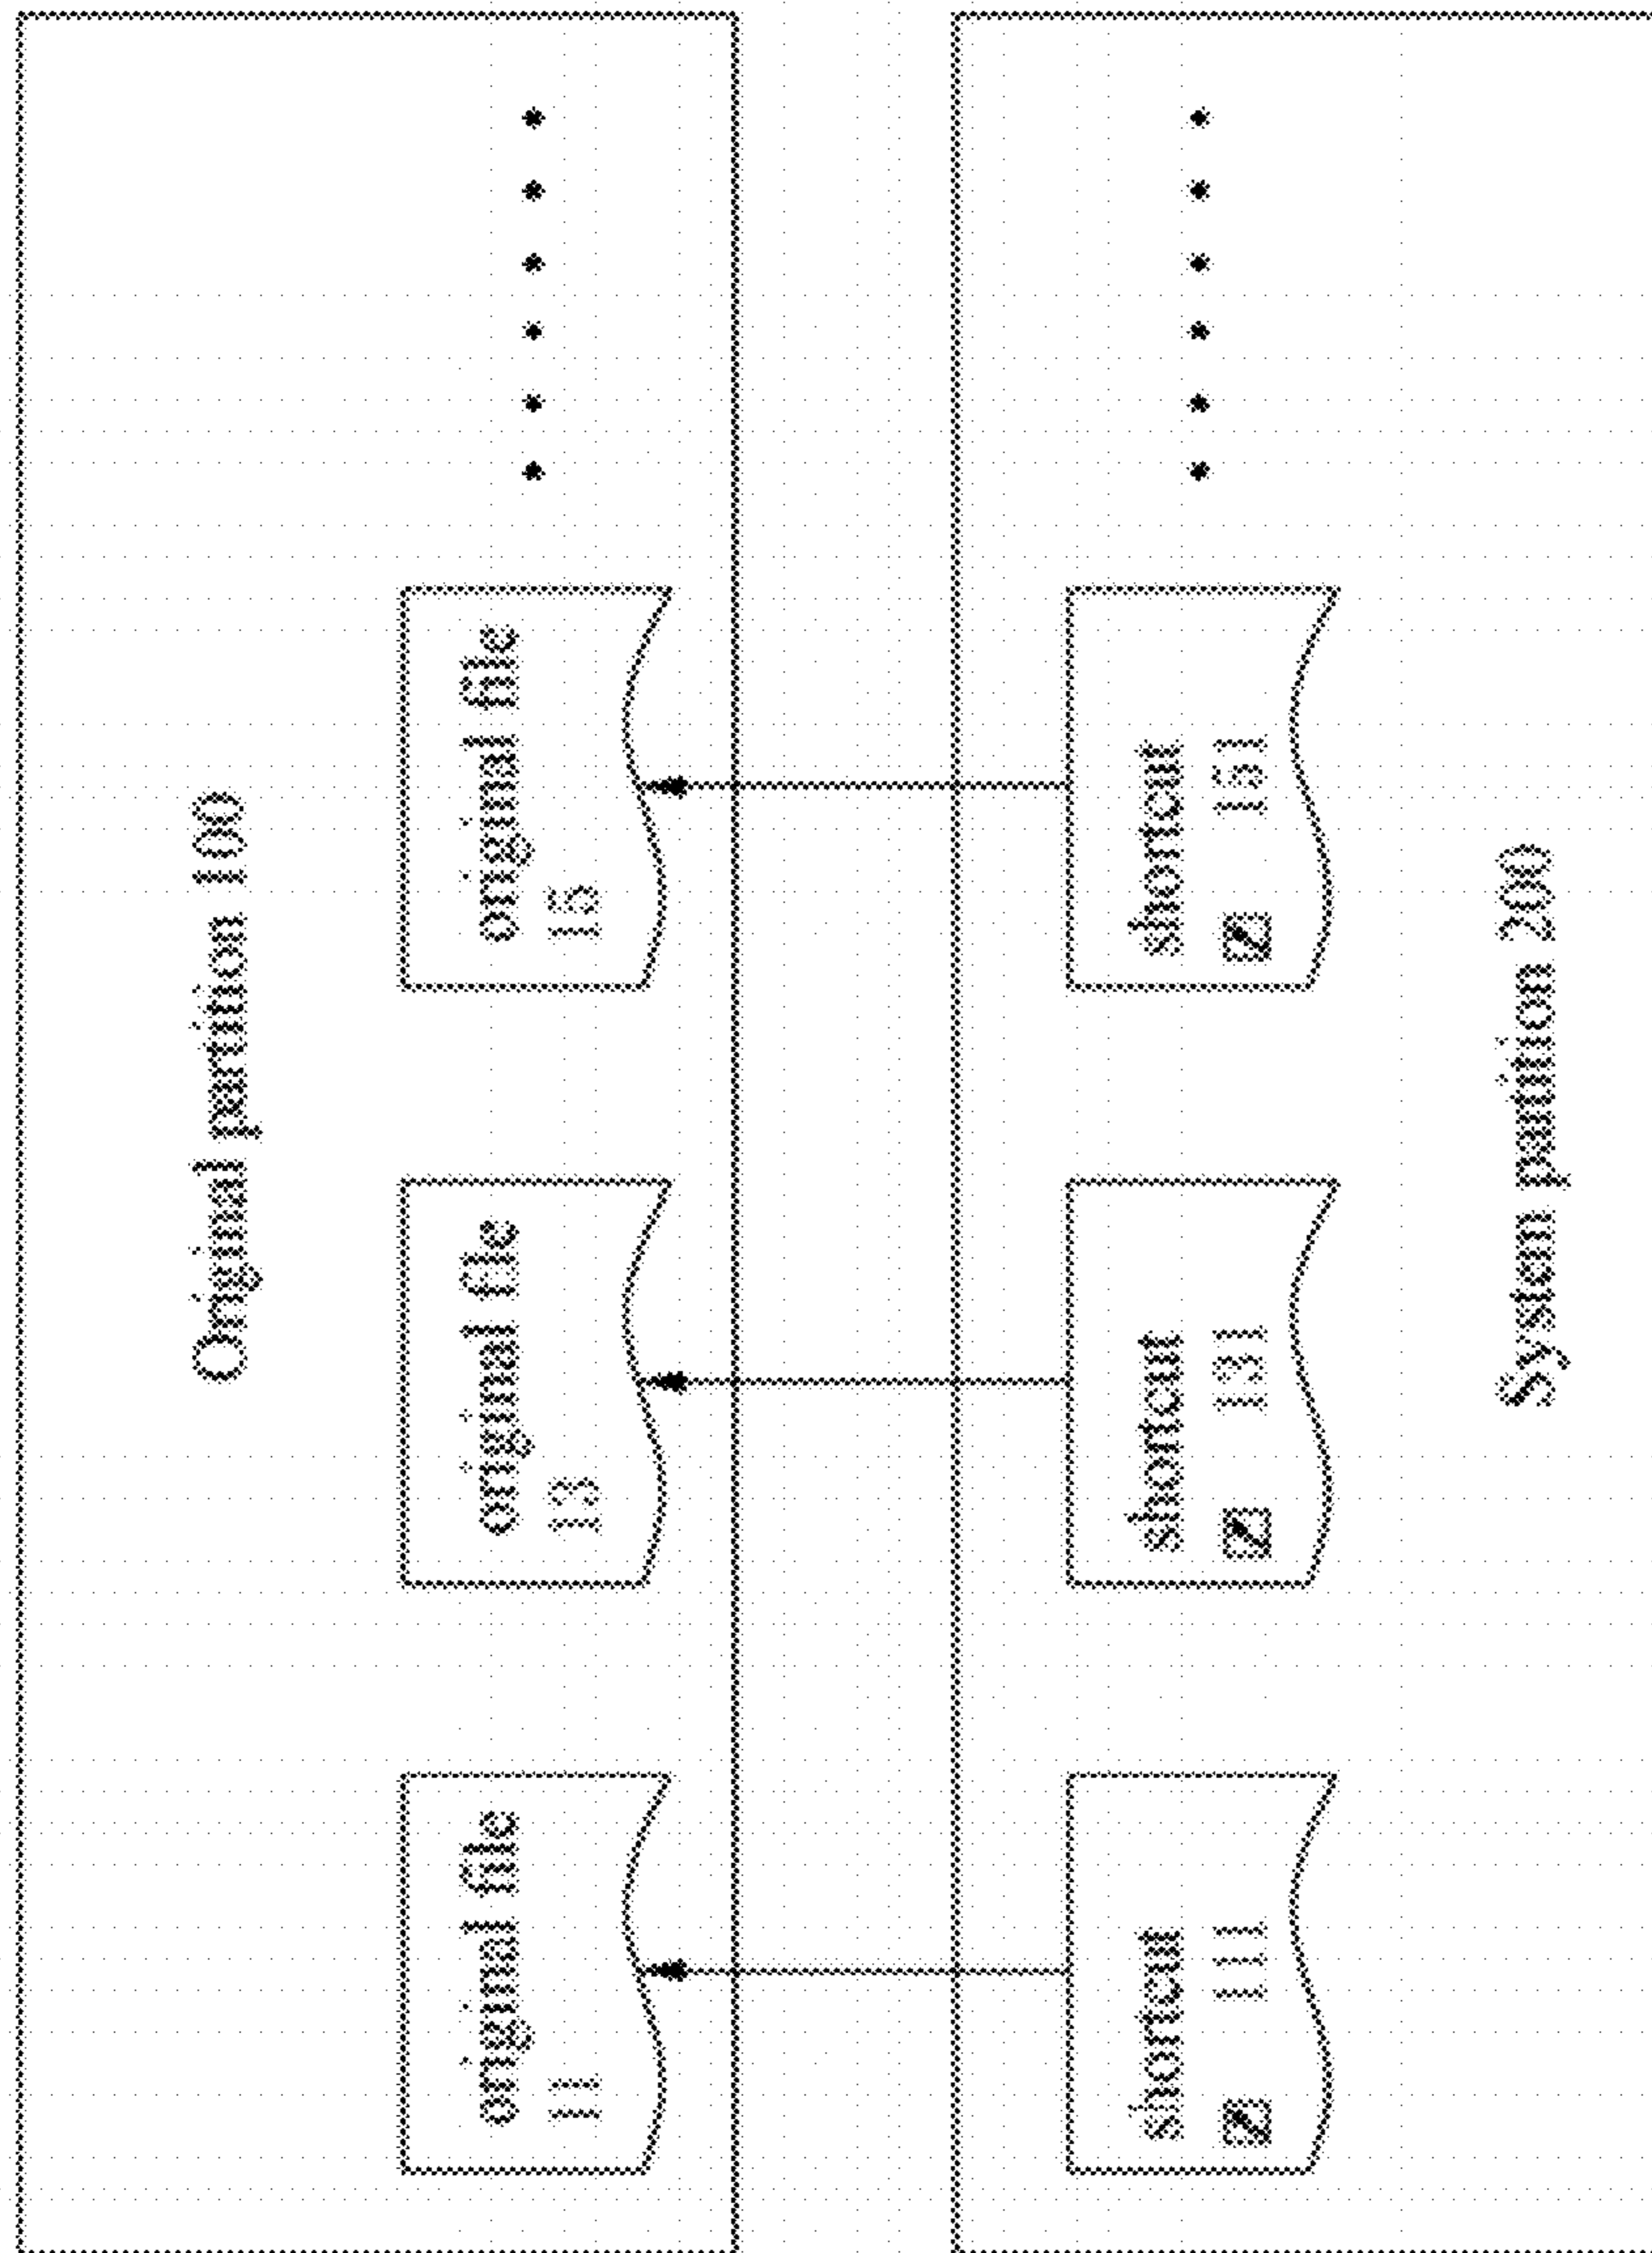 Original partition 100
original file
11
original file
13
original file
15
shortcut
111
shortcut
131
shortcut
151
System partition 200